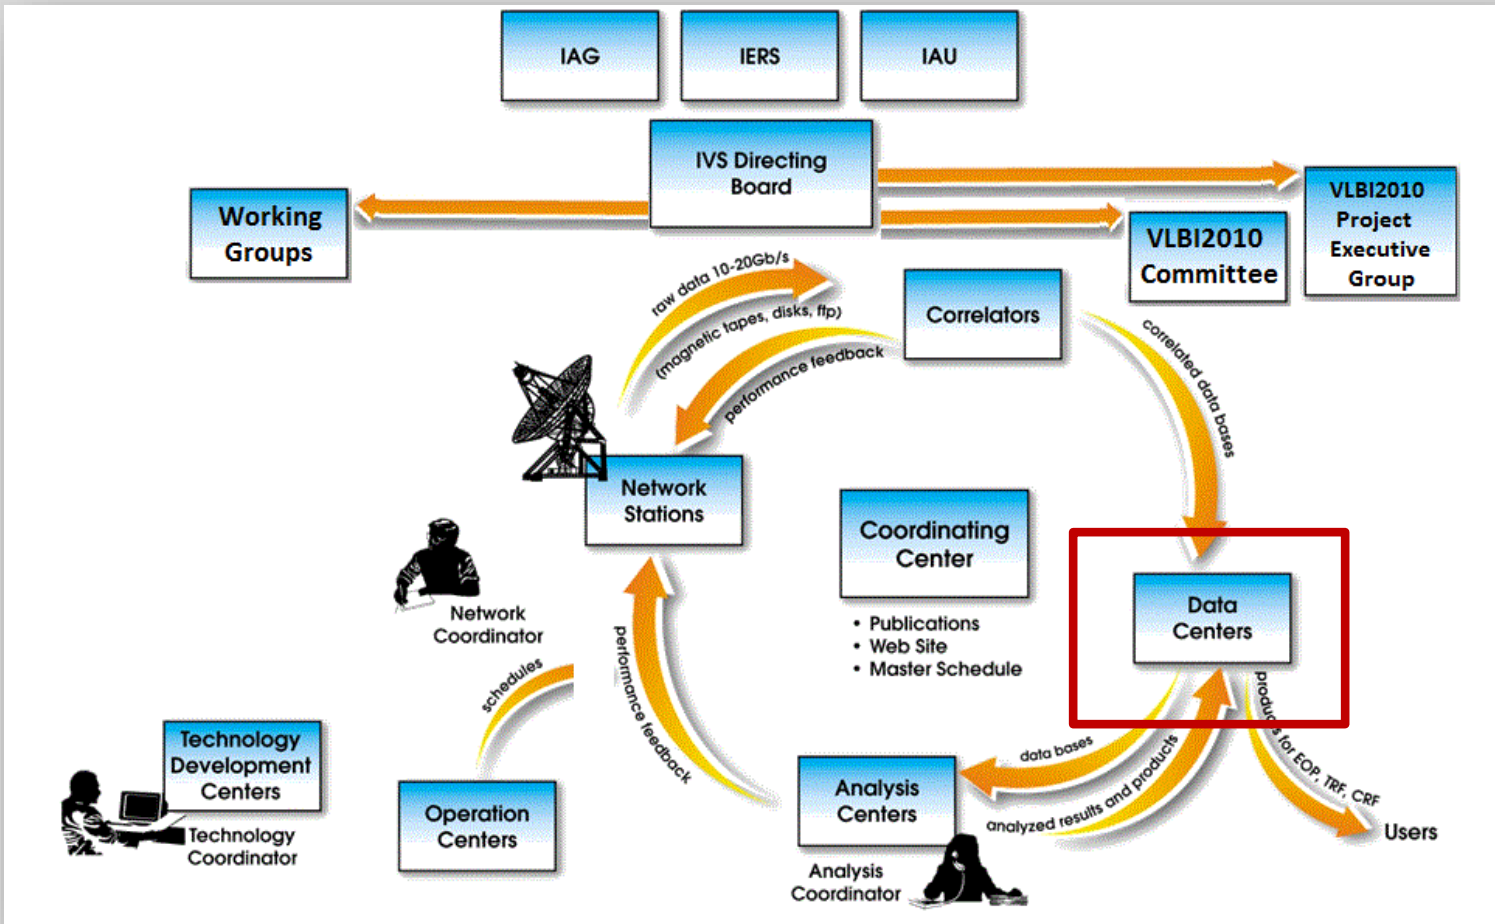 IAG
IERS
IAU
IVS Directing
Board
Working
Groups
VLBI2010
Committee
VLBI2010
Project
Executive
Group
raw data 10-20Gb/s
(magnetic tapes, disks, ffp)
performance feedback
Correlators
correlated data bases
Network
Stations
Network
Coordinator
Coordinating
Center
• Publications
• Web Site
• Master Schedule
Data
Centers
schedules
performance feedback
Technology
Development
Centers
Technology
Coordinator
Operation
Centers
Analysis
Centers
Analysis
Coordinator
data bases
analyzed results and products
products for EOP, TRF, CRF
Users